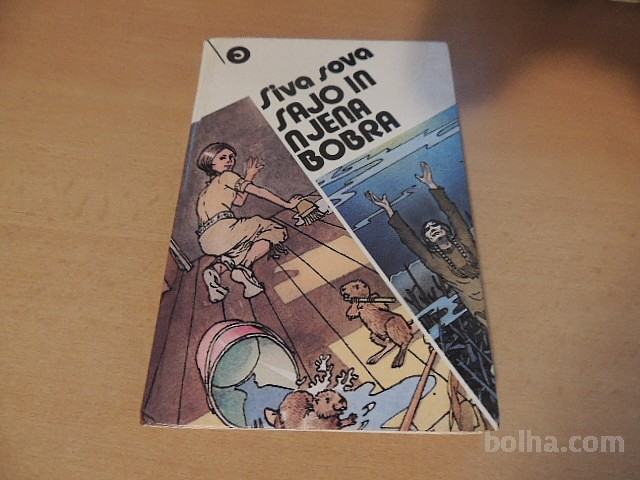 Siva sova
SAJO IN
NJENA
BOBRA
bolha.com